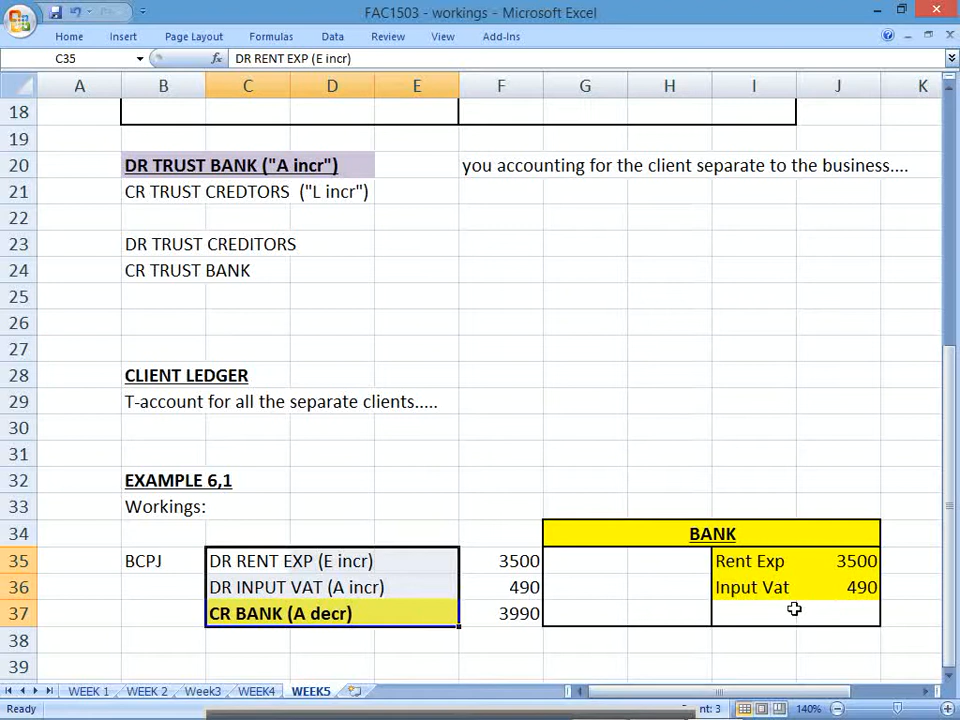 FAC1503 - workings - Microsoft Excel
Home Insert Page Layout Formulas Data Review View Add-Ins
C35 fx DR RENT EXP (E incr)
A B C D E F G H I J K
18
19
20 DR TRUST BANK ("A incr") you accounting for the client separate to the business....
21 CR TRUST CREDTORS ("L incr")
22
23 DR TRUST CREDITORS
24 CR TRUST BANK
25
26
27
28 CLIENT LEDGER
29 T-account for all the separate clients.....
30
31
32 EXAMPLE 6,1
33 Workings:
34 BANK
35 BCPJ DR RENT EXP (E incr) 3500 Rent Exp 3500
36 DR INPUT VAT (A incr) 490 Input Vat 490
37 CR BANK (A decr) 3990
38
39
WEEK 1 WEEK 2 Week3 WEEK4 WEEK5
Ready nt: 3 140%